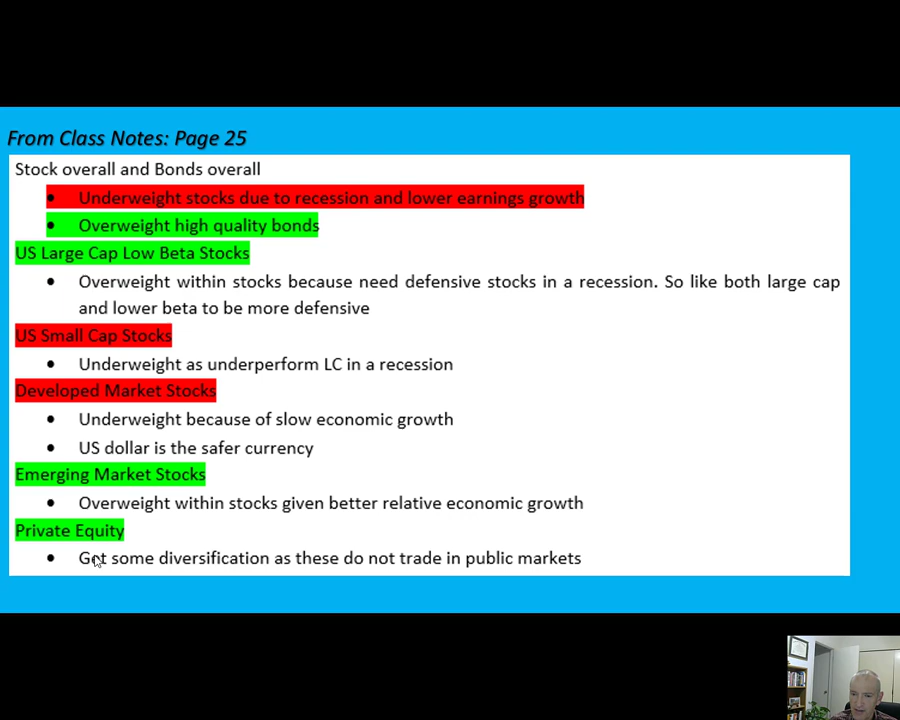 From Class Notes: Page 25
Stock overall and Bonds overall
• Underweight stocks due to recession and lower earnings growth
• Overweight high quality bonds
US Large Cap Low Beta Stocks
• Overweight within stocks because need defensive stocks in a recession. So like both large cap
and lower beta to be more defensive
US Small Cap Stocks
• Underweight as underperform LC in a recession
Developed Market Stocks
• Underweight because of slow economic growth
• US dollar is the safer currency
Emerging Market Stocks
• Overweight within stocks given better relative economic growth
Private Equity
• Get some diversification as these do not trade in public markets